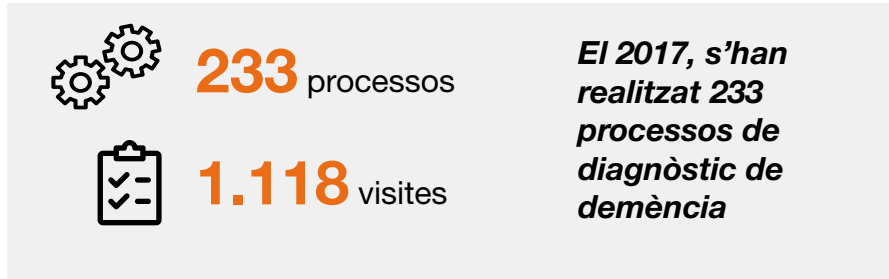 233 processos
1.118 visites
El 2017, s’han
realitzat 233
processos de
diagnòstic de
demència